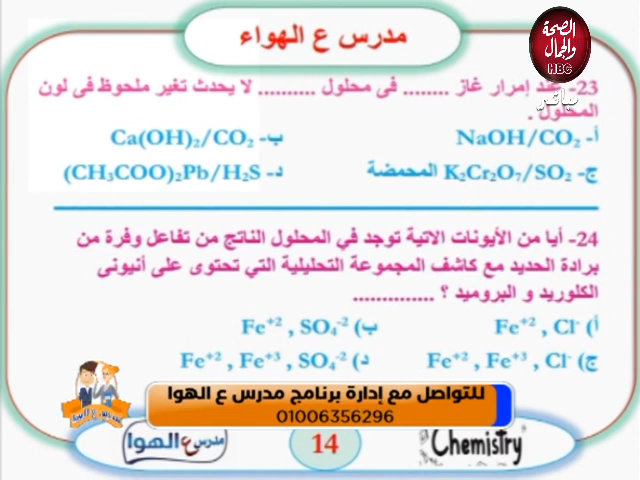 مدرس ع الهواء
الصحة
والجمال
HBC
مباشر
23- عند إمرار غاز ........ فى محلول .......... لا يحدث تغير ملحوظ فى لون
المحلول .
أ- NaOH/CO₂
ب- Ca(OH)₂/CO₂
ج- K₂Cr₂O₇/SO₂ المحمضة
د- (CH₃COO)₂Pb/H₂S
24- أيا من الأيونات الاتية توجد في المحلول الناتج من تفاعل وفرة من
برادة الحديد مع كاشف المجموعة التحليلية التي تحتوى على أنيونى
الكلوريد و البروميد ؟ ..............
أ) Fe⁺² , Cl⁻
ب) Fe⁺² , SO₄⁻²
ج) Fe⁺² , Fe⁺³ , Cl⁻
د) Fe⁺² , Fe⁺³ , SO₄⁻²
للتواصل مع إدارة برنامج مدرس ع الهوا
01006356296
مدرس ع الهوا
14
Chemistry